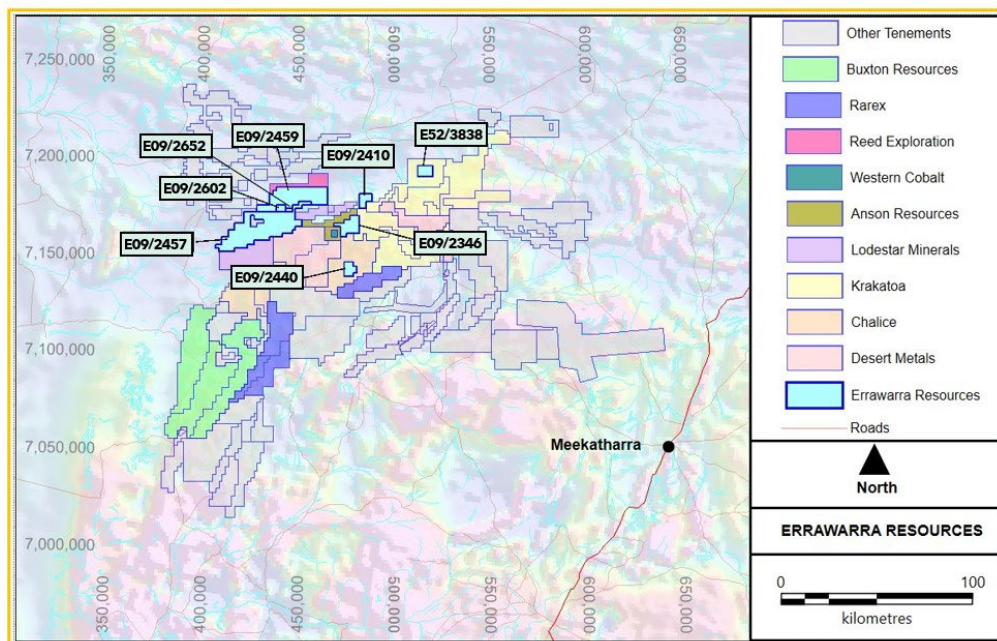 350,000
400,000
450,000
500,000
550,000
600,000
650,000
7,250,000
7,200,000
7,150,000
7,100,000
7,050,000
7,000,000
350,000
400,000
450,000
500,000
550,000
600,000
650,000
E09/2459
E52/3838
E09/2652
E09/2410
E09/2602
E09/2457
E09/2346
E09/2440
Meekatharra
Other Tenements
Buxton Resources
Rarex
Reed Exploration
Western Cobalt
Anson Resources
Lodestar Minerals
Krakatoa
Chalice
Desert Metals
Errawarra Resources
Roads
North
ERRAWARRA RESOURCES
0 100
kilometres